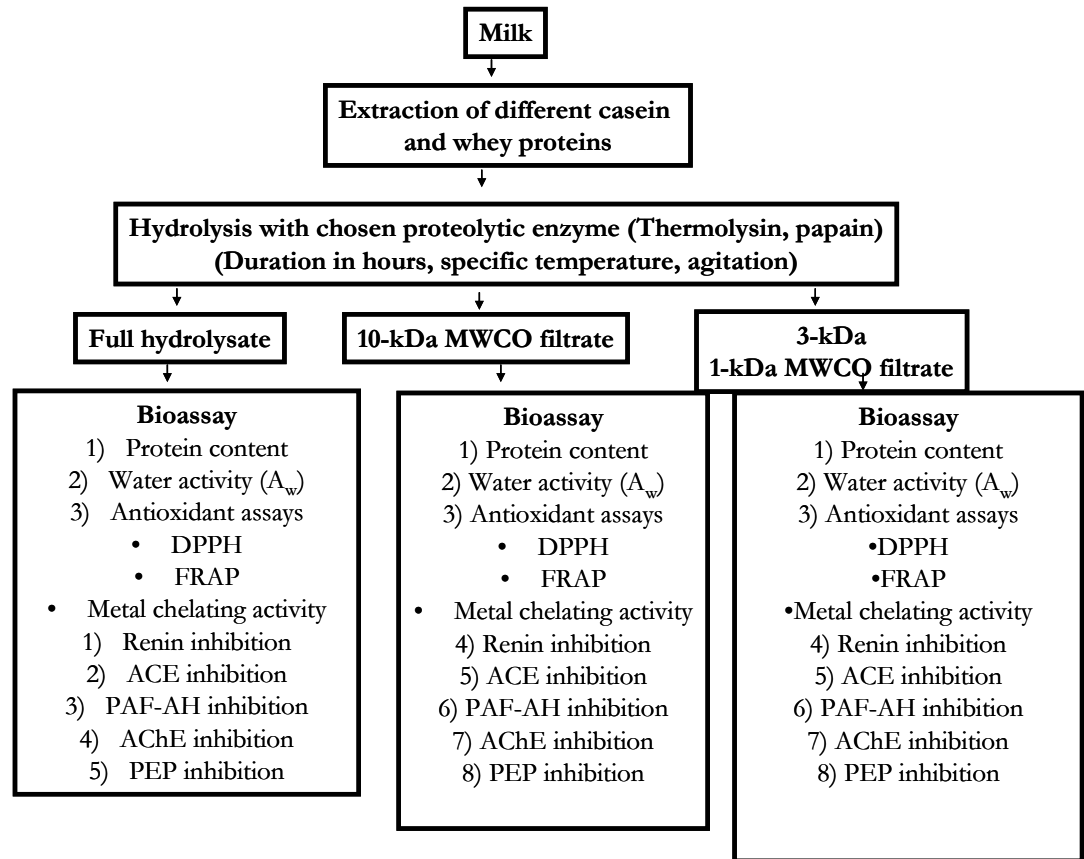 Milk
Extraction of different casein
and whey proteins
Hydrolysis with chosen proteolytic enzyme (Thermolysin, papain)
(Duration in hours, specific temperature, agitation)
Full hydrolysate
10-kDa MWCO filtrate
3-kDa
1-kDa MWCO filtrate
Bioassay
1) Protein content
2) Water activity (Aw)
3) Antioxidant assays
• DPPH
• FRAP
• Metal chelating activity
1) Renin inhibition
2) ACE inhibition
3) PAF-AH inhibition
4) AChE inhibition
5) PEP inhibition
Bioassay
1) Protein content
2) Water activity (Aw)
3) Antioxidant assays
• DPPH
• FRAP
• Metal chelating activity
4) Renin inhibition
5) ACE inhibition
6) PAF-AH inhibition
7) AChE inhibition
8) PEP inhibition
Bioassay
1) Protein content
2) Water activity (Aw)
3) Antioxidant assays
•DPPH
•FRAP
•Metal chelating activity
4) Renin inhibition
5) ACE inhibition
6) PAF-AH inhibition
7) AChE inhibition
8) PEP inhibition